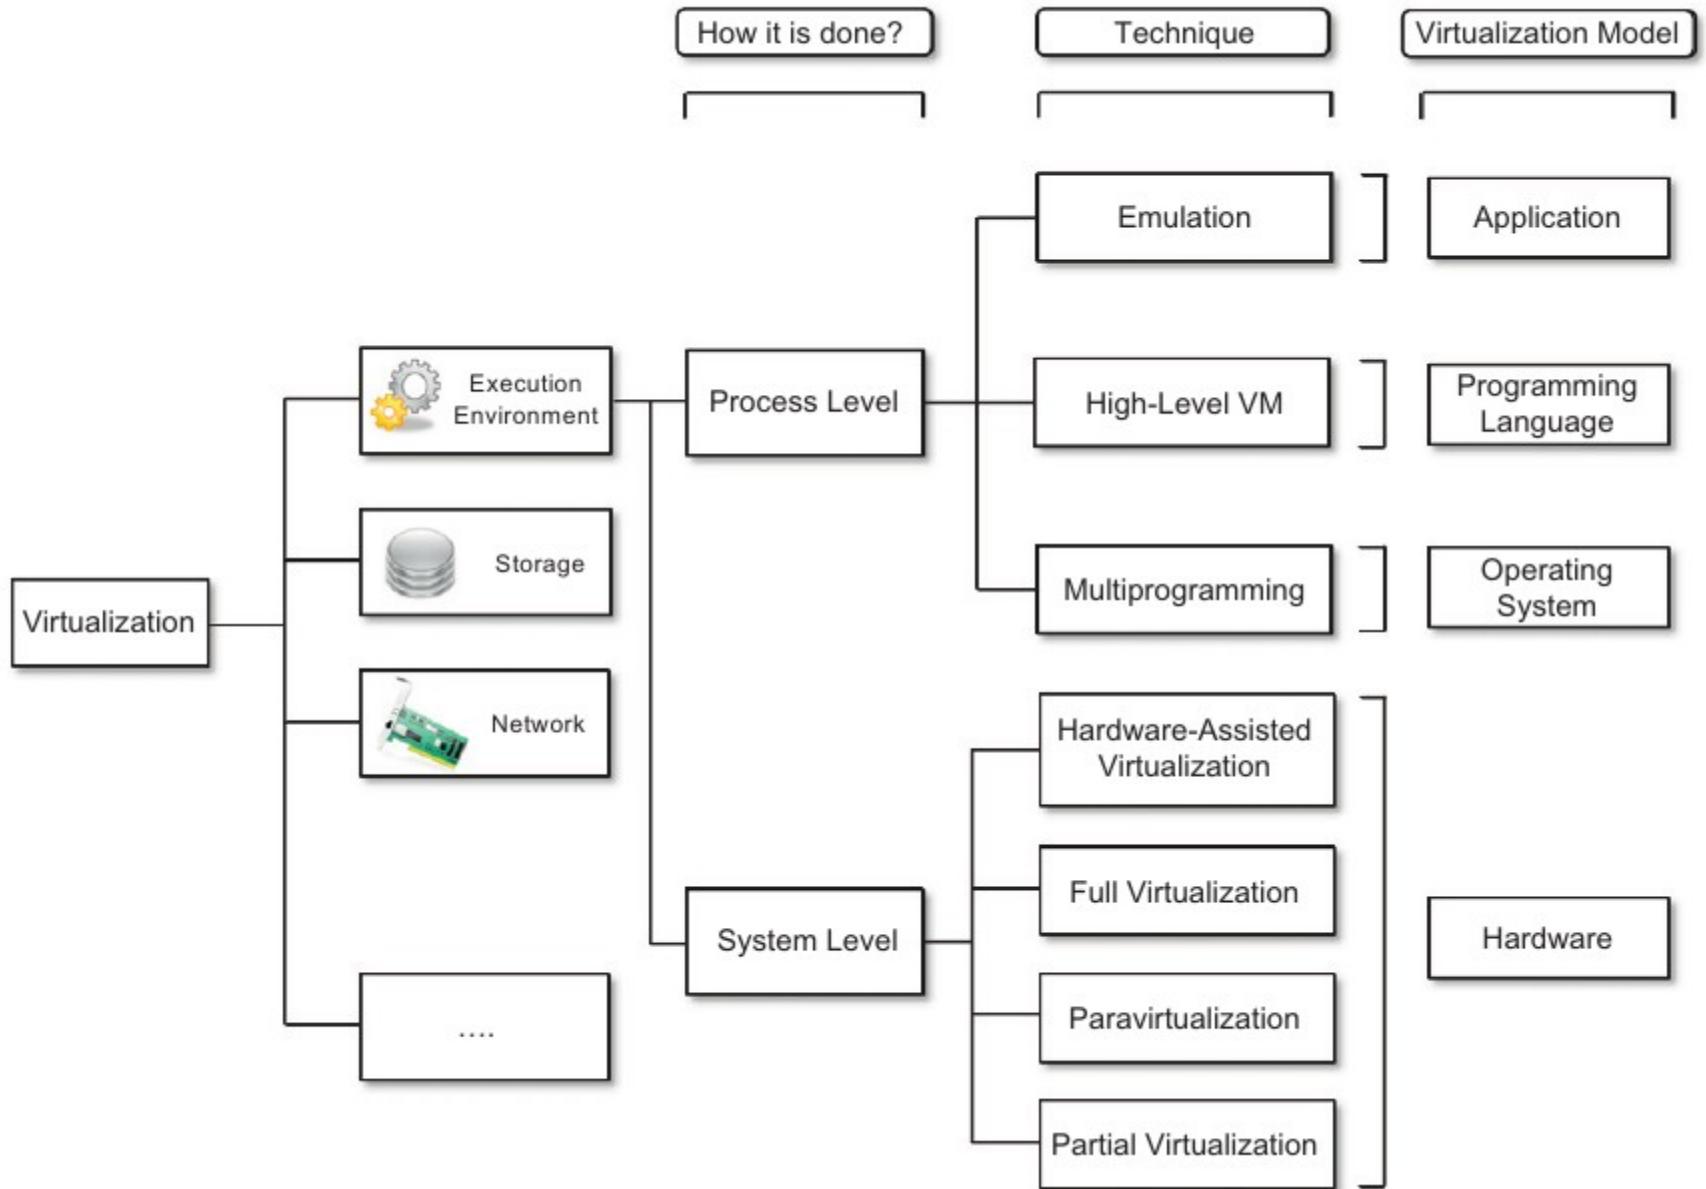 How it is done?
Technique
Virtualization Model
Emulation
Application
Execution
Environment
Process Level
High-Level VM
Programming
Language
Storage
Multiprogramming
Operating
System
Virtualization
Network
Hardware-Assisted
Virtualization
Full Virtualization
System Level
Hardware
Paravirtualization
....
Partial Virtualization